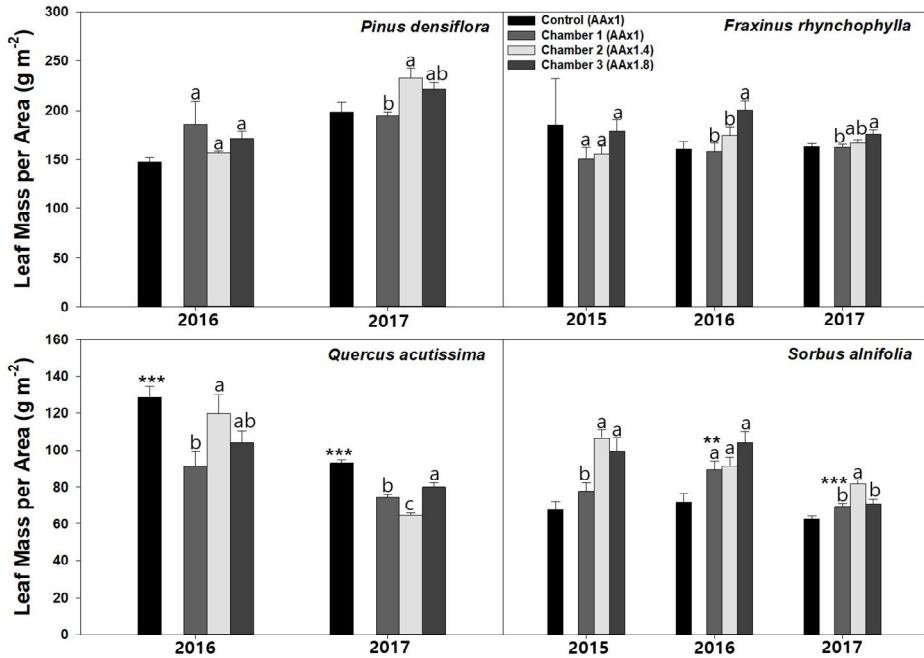 Leaf Mass per Area (g m-2)
300
250
200
150
100
50
0
Pinus densiflora
a
a
a
b
a
ab
2016
2017
Control (AAx1)
Chamber 1 (AAx1)
Chamber 2 (AAx1.4)
Chamber 3 (AAx1.8)
Fraxinus rhynchophylla
a
a
a
b
b
a
b
ab
a
2015
2016
2017
Leaf Mass per Area (g m-2)
160
140
120
100
80
60
40
20
0
Quercus acutissima
***
b
a
ab
***
b
c
a
2016
2017
Sorbus alnifolia
b
a
a
**
a
a
a
***
b
a
b
2015
2016
2017